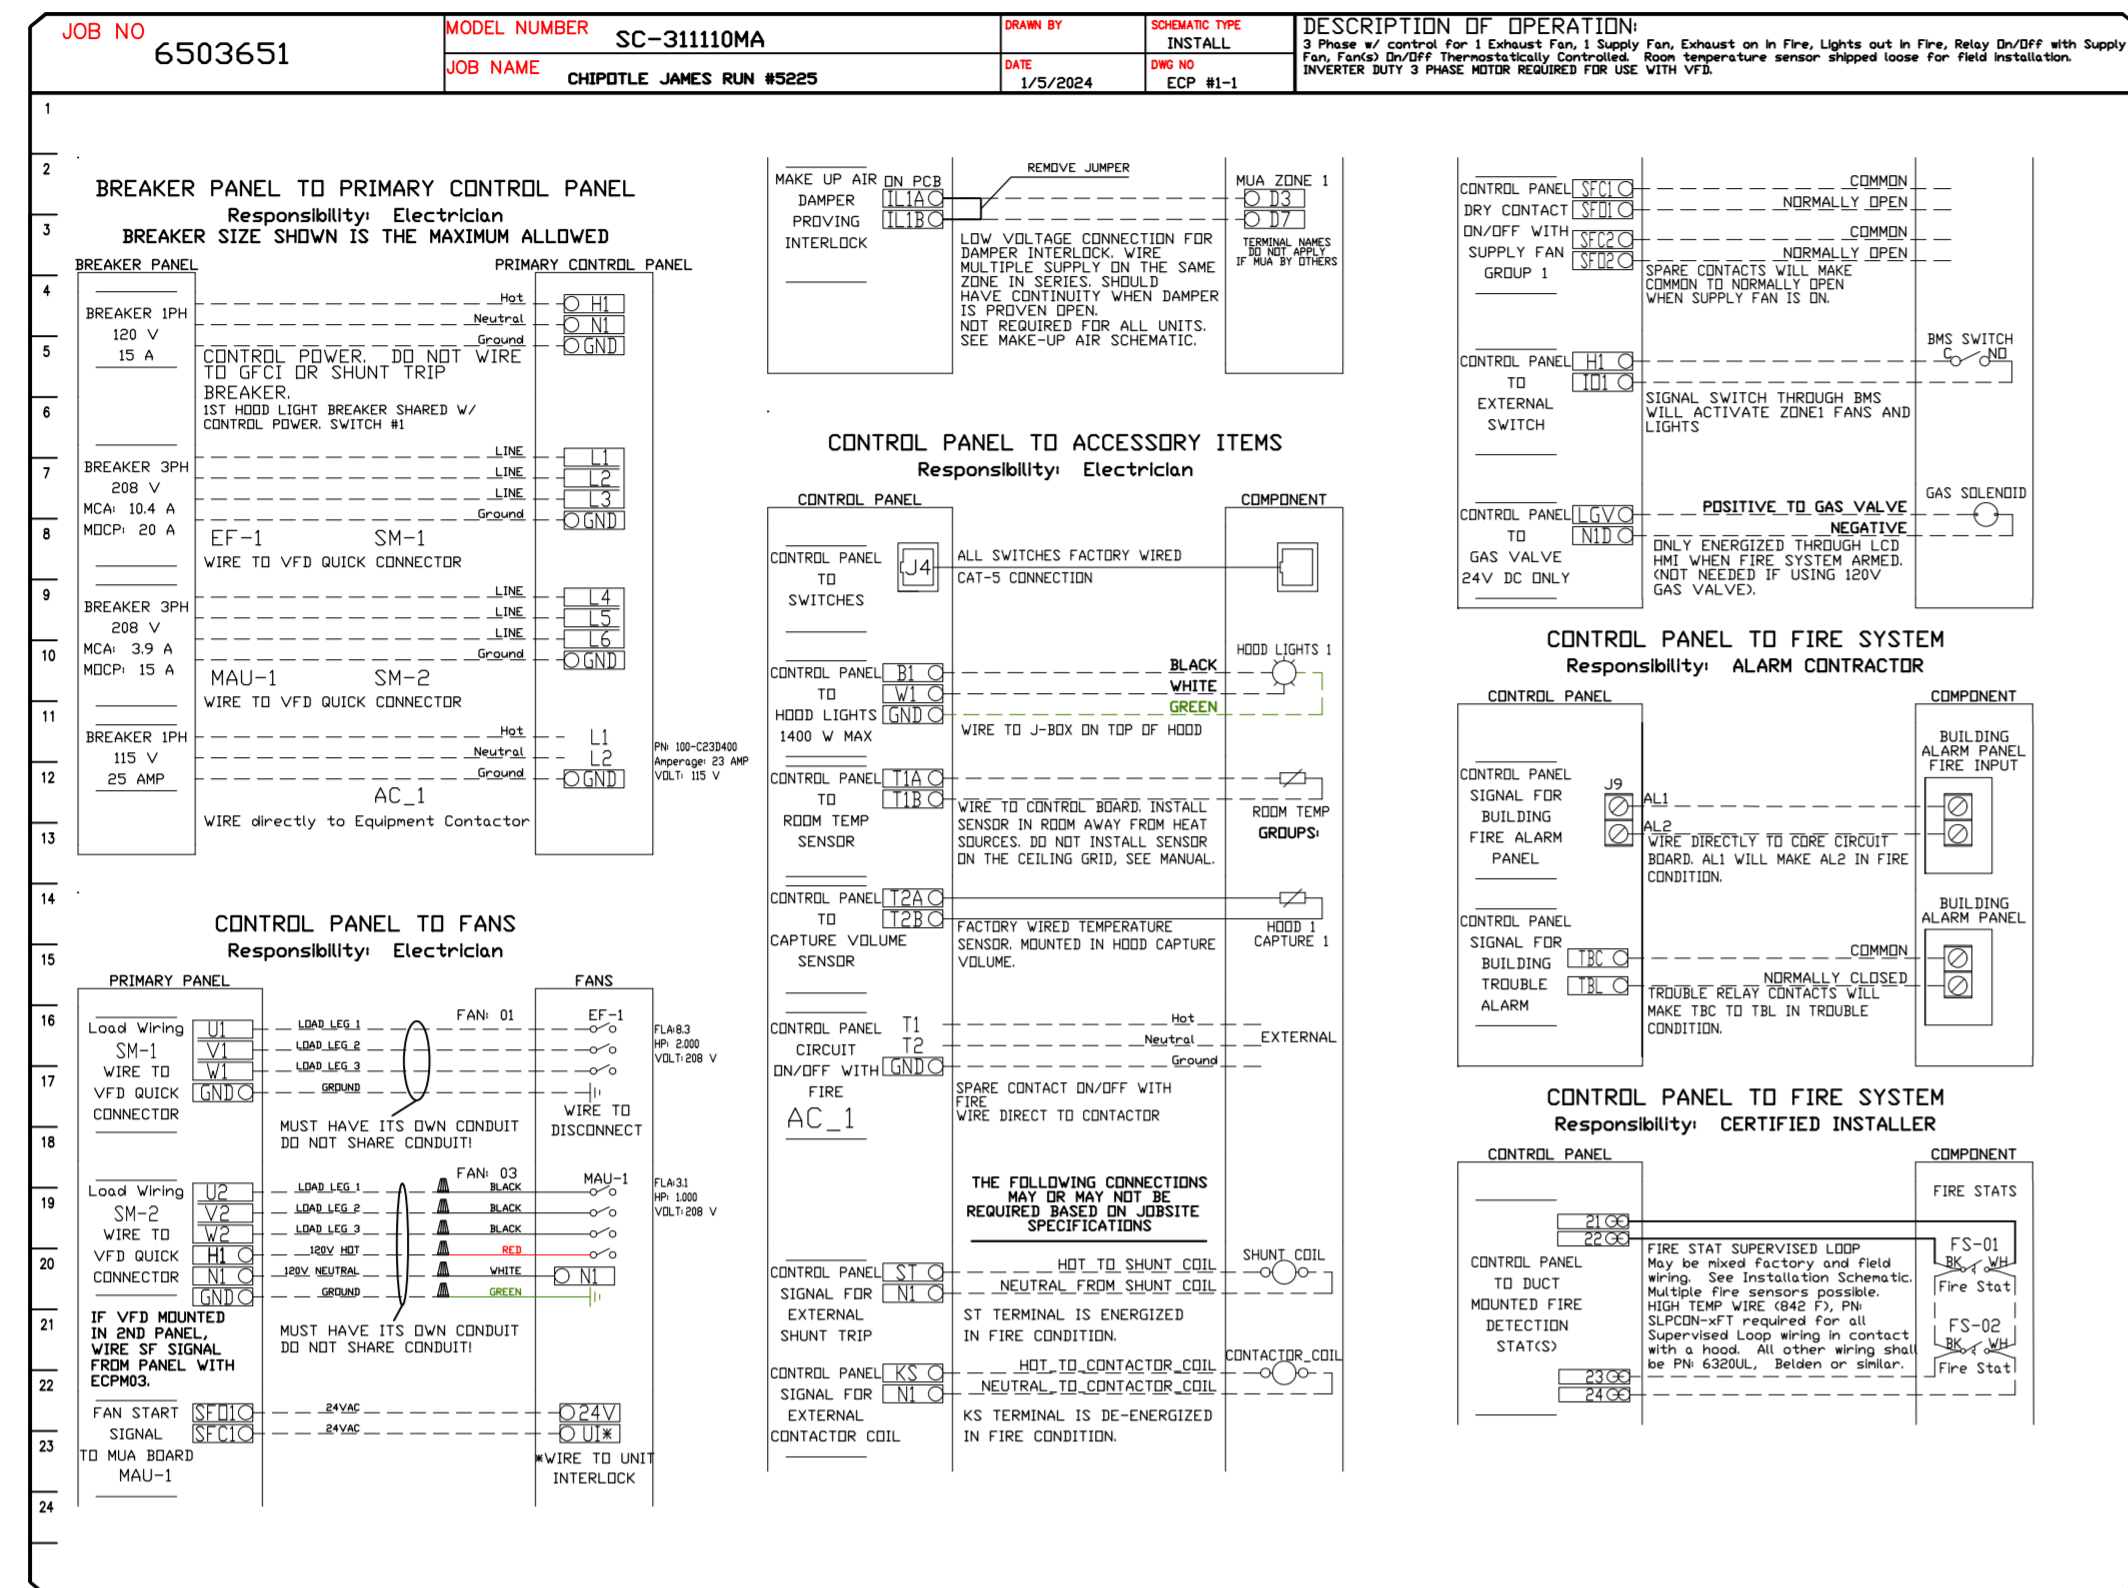 JOB NO
6503651
MODEL NUMBER SC-311110MA
JOB NAME CHIPOTLE JAMES RUN #5225
DRAWN BY
DATE
1/5/2024
SCHEMATIC TYPE
INSTALL
DWG NO
ECP #1-1
DESCRIPTION OF OPERATION:
3 Phase w/ control for 1 Exhaust Fan, 1 Supply Fan, Exhaust on in Fire, Lights out in Fire, Relay On/Off with Supply
Fan, Fan(s) On/Off Thermostatically Controlled. Room temperature sensor shipped loose for field installation.
INVERTER DUTY 3 PHASE MOTOR REQUIRED FOR USE WITH VFD.
1
2
3
4
5
6
7
8
9
10
11
12
13
14
15
16
17
18
19
20
21
22
23
24
BREAKER PANEL TO PRIMARY CONTROL PANEL
Responsibility: Electrician
BREAKER SIZE SHOWN IS THE MAXIMUM ALLOWED
BREAKER PANEL
PRIMARY CONTROL PANEL
BREAKER 1PH
120 V
15 A
Hot H1
Neutral N1
Ground GND
CONTROL POWER. DO NOT WIRE
TO GFCI OR SHUNT TRIP
BREAKER.
1ST HOOD LIGHT BREAKER SHARED W/
CONTROL POWER. SWITCH #1
BREAKER 3PH
208 V
MCA: 10.4 A
MOCP: 20 A
LINE L1
LINE L2
LINE L3
Ground GND
EF-1 SM-1
WIRE TO VFD QUICK CONNECTOR
BREAKER 3PH
208 V
MCA: 3.9 A
MOCP: 15 A
LINE L4
LINE L5
LINE L6
Ground GND
MAU-1 SM-2
WIRE TO VFD QUICK CONNECTOR
BREAKER 1PH
115 V
25 AMP
Hot L1
Neutral L2
Ground GND
PN: 100-C23D400
Amperage: 23 AMP
VOLT: 115 V
AC_1
WIRE directly to Equipment Contactor
CONTROL PANEL TO FANS
Responsibility: Electrician
PRIMARY PANEL
FANS
Load Wiring
SM-1
WIRE TO
VFD QUICK
CONNECTOR
U1 LOAD LEG 1
V1 LOAD LEG 2
W1 LOAD LEG 3
GND GROUND
FAN: 01
EF-1
FLA:8.3
HP: 2.000
VOLT:208 V
WIRE TO
DISCONNECT
MUST HAVE ITS OWN CONDUIT
DO NOT SHARE CONDUIT!
Load Wiring
SM-2
WIRE TO
VFD QUICK
CONNECTOR
FAN: 03
MAU-1
U2 LOAD LEG 1 BLACK
V2 LOAD LEG 2 BLACK
W2 LOAD LEG 3 BLACK
H1 120V HOT RED
N1 120V NEUTRAL WHITE N1
GND GROUND GREEN
FLA:3.1
HP: 1.000
VOLT:208 V
IF VFD MOUNTED
IN 2ND PANEL,
WIRE SF SIGNAL
FROM PANEL WITH
ECPM03.
MUST HAVE ITS OWN CONDUIT
DO NOT SHARE CONDUIT!
FAN START
SIGNAL
TO MUA BOARD
MAU-1
SFO1 24VAC 24V
SFC1 24VAC UI*
*WIRE TO UNIT
INTERLOCK
MAKE UP AIR
DAMPER
PROVING
INTERLOCK
ON PCB
IL1A
IL1B
REMOVE JUMPER
MUA ZONE 1
D3
D7
TERMINAL NAMES
DO NOT APPLY
IF MUA BY OTHERS
LOW VOLTAGE CONNECTION FOR
DAMPER INTERLOCK. WIRE
MULTIPLE SUPPLY ON THE SAME
ZONE IN SERIES. SHOULD
HAVE CONTINUITY WHEN DAMPER
IS PROVEN OPEN.
NOT REQUIRED FOR ALL UNITS.
SEE MAKE-UP AIR SCHEMATIC.
CONTROL PANEL TO ACCESSORY ITEMS
Responsibility: Electrician
CONTROL PANEL
COMPONENT
CONTROL PANEL
TO
SWITCHES
J4
ALL SWITCHES FACTORY WIRED
CAT-5 CONNECTION
CONTROL PANEL
TO
HOOD LIGHTS
1400 W MAX
B1 BLACK
W1 WHITE
GND GREEN
HOOD LIGHTS 1
WIRE TO J-BOX ON TOP OF HOOD
CONTROL PANEL
TO
ROOM TEMP
SENSOR
T1A
T1B
WIRE TO CONTROL BOARD. INSTALL
SENSOR IN ROOM AWAY FROM HEAT
SOURCES. DO NOT INSTALL SENSOR
ON THE CEILING GRID, SEE MANUAL.
ROOM TEMP
GROUPS:
CONTROL PANEL
TO
CAPTURE VOLUME
SENSOR
T2A
T2B
FACTORY WIRED TEMPERATURE
SENSOR. MOUNTED IN HOOD CAPTURE
VOLUME.
HOOD 1
CAPTURE 1
CONTROL PANEL
CIRCUIT
ON/OFF WITH
FIRE
AC_1
T1 Hot
T2 Neutral
GND Ground
EXTERNAL
SPARE CONTACT ON/OFF WITH
FIRE
WIRE DIRECT TO CONTACTOR
THE FOLLOWING CONNECTIONS
MAY OR MAY NOT BE
REQUIRED BASED ON JOBSITE
SPECIFICATIONS
CONTROL PANEL
SIGNAL FOR
EXTERNAL
SHUNT TRIP
ST HOT TO SHUNT COIL
N1 NEUTRAL FROM SHUNT COIL
SHUNT COIL
ST TERMINAL IS ENERGIZED
IN FIRE CONDITION.
CONTROL PANEL
SIGNAL FOR
EXTERNAL
CONTACTOR COIL
KS HOT TO CONTACTOR COIL
N1 NEUTRAL TO CONTACTOR COIL
CONTACTOR COIL
KS TERMINAL IS DE-ENERGIZED
IN FIRE CONDITION.
CONTROL PANEL
DRY CONTACT
ON/OFF WITH
SUPPLY FAN
GROUP 1
SFC1 COMMON
SFO1 NORMALLY OPEN
SFC2 COMMON
SFO2 NORMALLY OPEN
SPARE CONTACTS WILL MAKE
COMMON TO NORMALLY OPEN
WHEN SUPPLY FAN IS ON.
CONTROL PANEL
TO
EXTERNAL
SWITCH
H1
IO1
BMS SWITCH
C NO
SIGNAL SWITCH THROUGH BMS
WILL ACTIVATE ZONE1 FANS AND
LIGHTS
CONTROL PANEL
TO
GAS VALVE
24V DC ONLY
LGV POSITIVE TO GAS VALVE
N1D NEGATIVE
GAS SOLENOID
ONLY ENERGIZED THROUGH LCD
HMI WHEN FIRE SYSTEM ARMED.
(NOT NEEDED IF USING 120V
GAS VALVE).
CONTROL PANEL TO FIRE SYSTEM
Responsibility: ALARM CONTRACTOR
CONTROL PANEL
COMPONENT
CONTROL PANEL
SIGNAL FOR
BUILDING
FIRE ALARM
PANEL
J9
AL1
AL2
BUILDING
ALARM PANEL
FIRE INPUT
WIRE DIRECTLY TO CORE CIRCUIT
BOARD. AL1 WILL MAKE AL2 IN FIRE
CONDITION.
CONTROL PANEL
SIGNAL FOR
BUILDING
TROUBLE
ALARM
TBC COMMON
TBL NORMALLY CLOSED
BUILDING
ALARM PANEL
TROUBLE RELAY CONTACTS WILL
MAKE TBC TO TBL IN TROUBLE
CONDITION.
CONTROL PANEL TO FIRE SYSTEM
Responsibility: CERTIFIED INSTALLER
CONTROL PANEL
COMPONENT
CONTROL PANEL
TO DUCT
MOUNTED FIRE
DETECTION
STAT(S)
21
22
23
24
FIRE STAT SUPERVISED LOOP
May be mixed factory and field
wiring. See Installation Schematic.
Multiple fire sensors possible.
HIGH TEMP WIRE (842 F), PN:
SLPCON-xFT required for all
Supervised Loop wiring in contact
with a hood. All other wiring shall
be PN: 6320UL, Belden or similar.
FIRE STATS
FS-01
BK WH
Fire Stat
FS-02
BK WH
Fire Stat